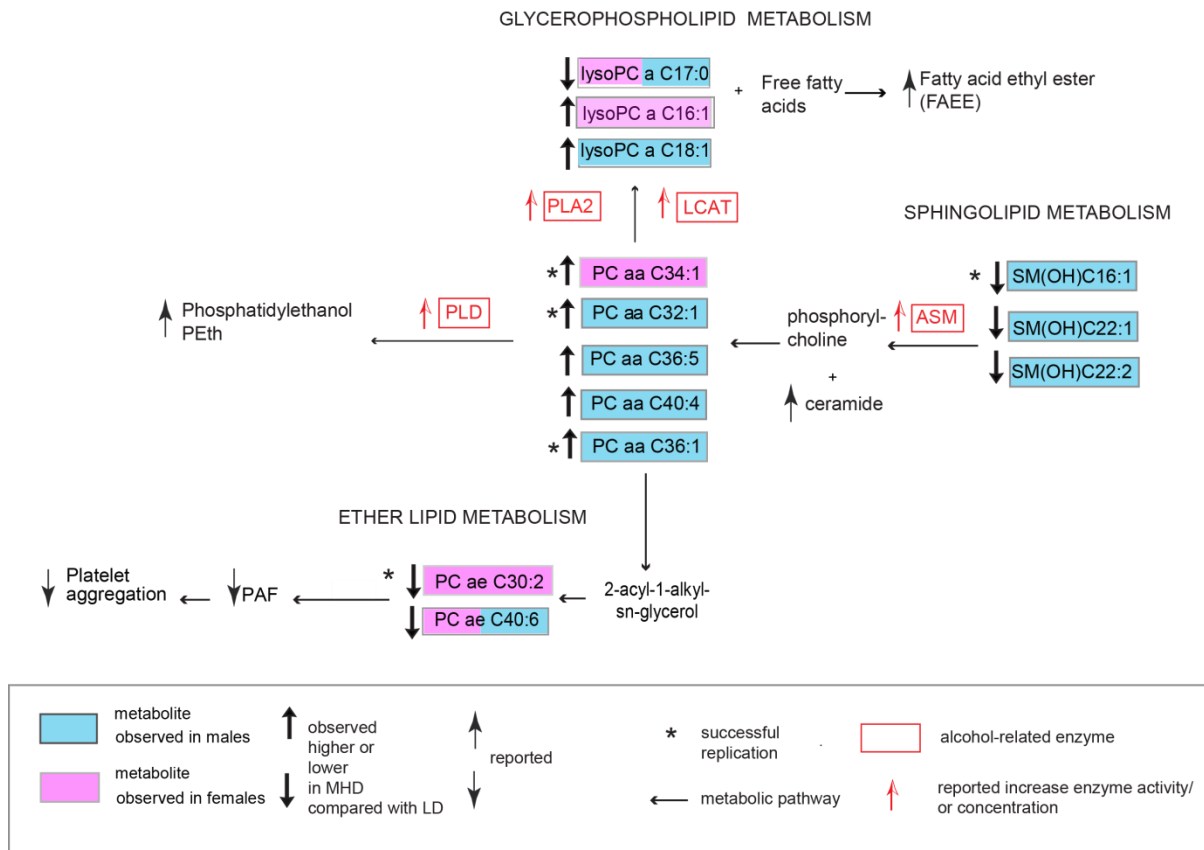 GLYCEROPHOSPHOLIPID METABOLISM
lysoPC a C17:0
lysoPC a C16:1
lysoPC a C18:1
+
Free fatty
acids
Fatty acid ethyl ester
(FAEE)
PLA2
LCAT
SPHINGOLIPID METABOLISM
* PC aa C34:1
* PC aa C32:1
PC aa C36:5
PC aa C40:4
* PC aa C36:1
Phosphatidylethanol
PEth
PLD
phosphoryl-
choline
+
ceramide
ASM
* SM(OH)C16:1
SM(OH)C22:1
SM(OH)C22:2
ETHER LIPID METABOLISM
Platelet
aggregation
PAF
* PC ae C30:2
PC ae C40:6
2-acyl-1-alkyl-
sn-glycerol
metabolite
observed in males
metabolite
observed in females
observed
higher or
lower
in MHD
compared with LD
reported
* successful
replication
.
metabolic pathway
alcohol-related enzyme
reported increase enzyme activity/
or concentration